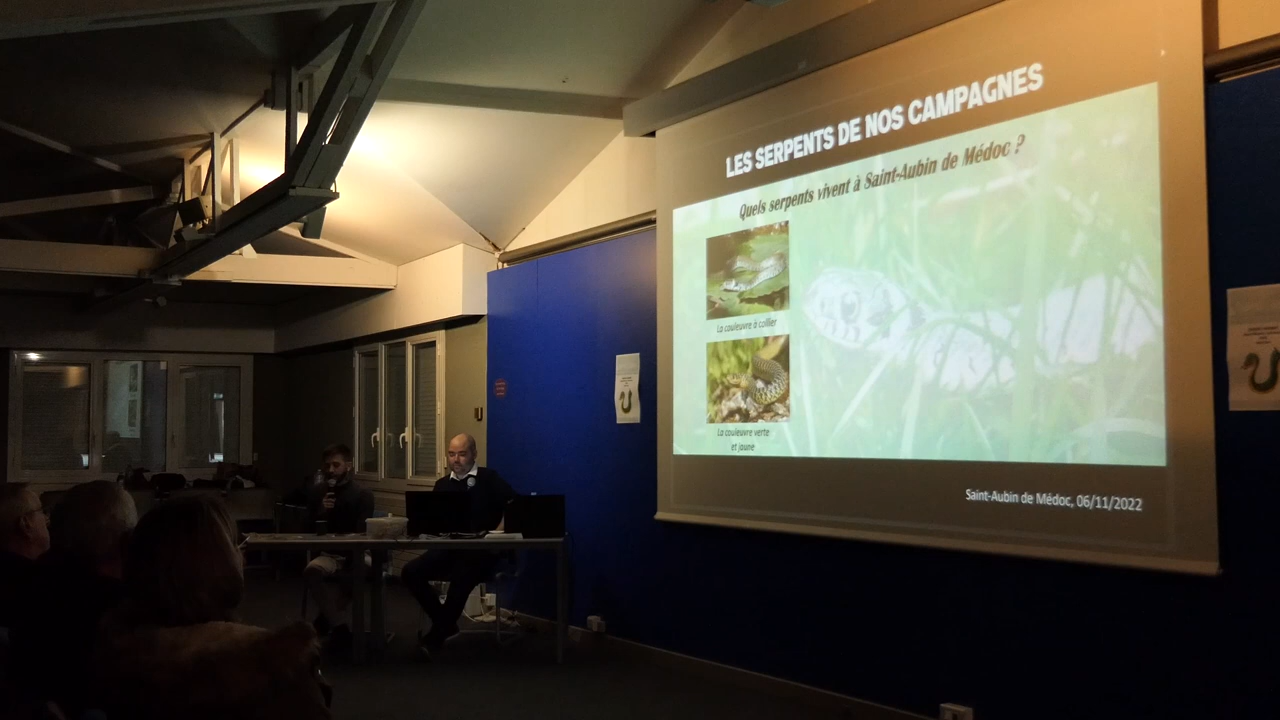 LES SERPENTS DE NOS CAMPAGNES
Quels serpents vivent à Saint-Aubin de Médoc ?
La couleuvre à collier
La couleuvre verte
et jaune
Saint-Aubin de Médoc, 06/11/2022